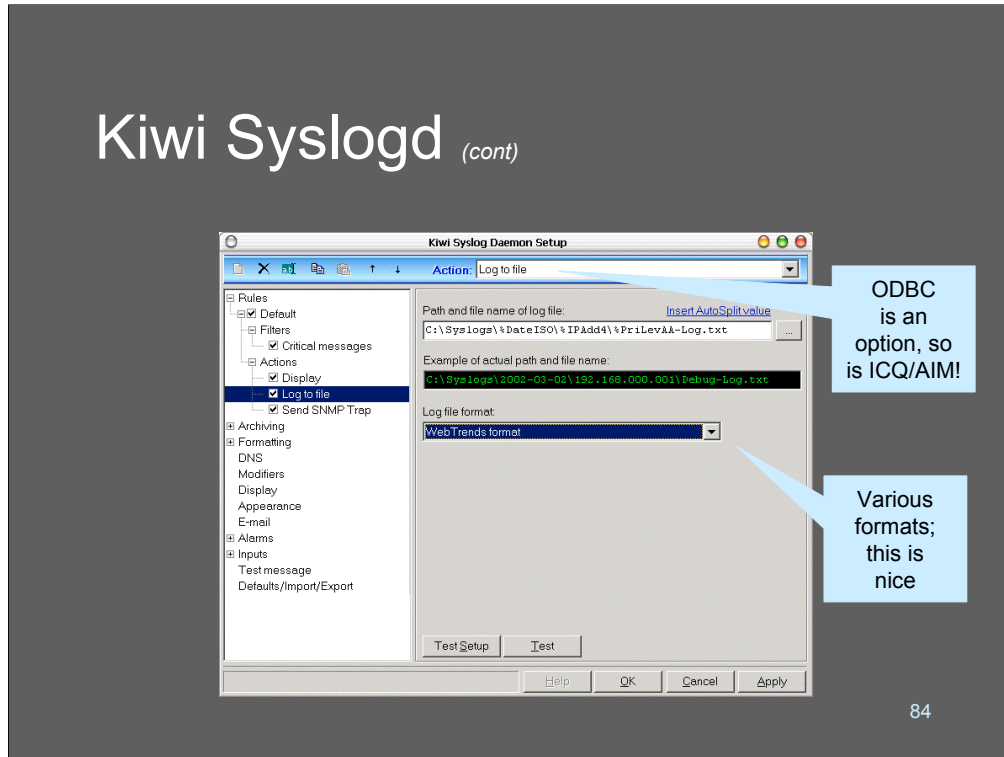 Kiwi Syslogd (cont)
Kiwi Syslog Daemon Setup
Action: Log to file
Rules
Default
Filters
Critical messages
Actions
Display
Log to file
Send SNMP Trap
Archiving
Formatting
DNS
Modifiers
Display
Appearance
E-mail
Alarms
Inputs
Test message
Defaults/Import/Export
Path and file name of log file: Insert AutoSplit value
C:\Syslogs\%DateISO\%IPAdd4\%PriLevAA-Log.txt ...
Example of actual path and file name:
C:\Syslogs\2002-03-02\192.168.000.001\Debug-Log.txt
Log file format:
WebTrends format
Test Setup Test
Help OK Cancel Apply
ODBC
is an
option, so
is ICQ/AIM!
Various
formats;
this is
nice
84